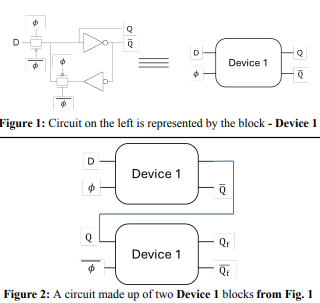 ϕ
Q
D
Q̅
ϕ̅
ϕ
ϕ̅
D
ϕ
Device 1
Q
Q̅
Figure 1: Circuit on the left is represented by the block - Device 1
D
ϕ
Device 1
Q̅
Q
ϕ̅
Device 1
Qf
Q̅f
Figure 2: A circuit made up of two Device 1 blocks from Fig. 1